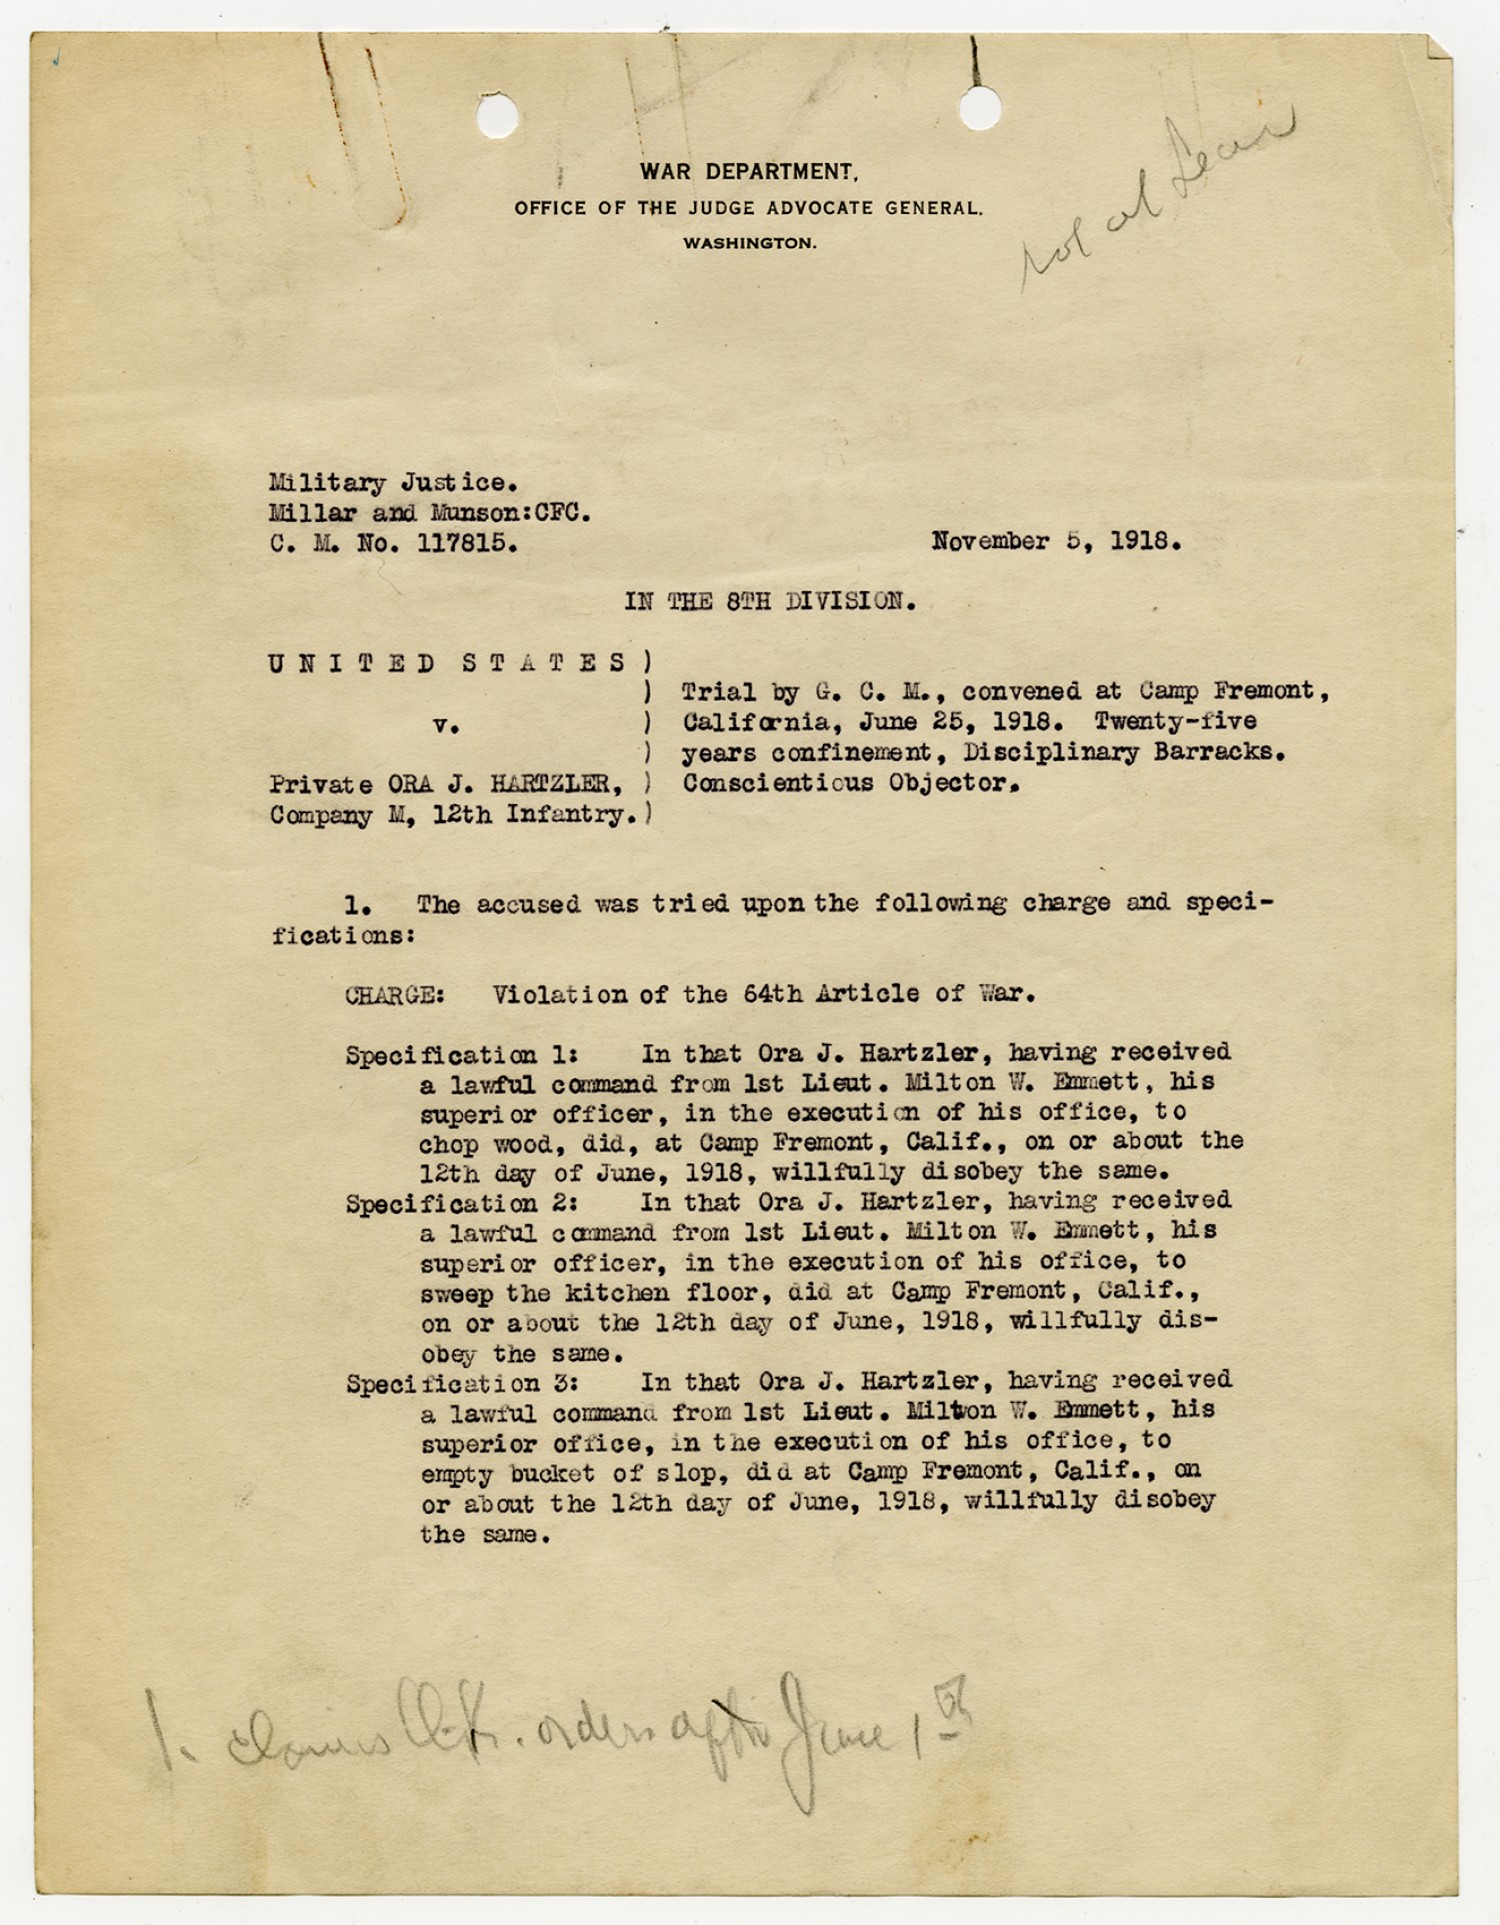 WAR DEPARTMENT,
OFFICE OF THE JUDGE ADVOCATE GENERAL.
WASHINGTON.
Military Justice.
Millar and Munson:CFC.
C. M. No. 117815.
November 5, 1918.
IN THE 8TH DIVISION.
U N I T E D S T A T E S )
) Trial by G. C. M., convened at Camp Fremont,
v. ) California, June 25, 1918. Twenty-five
) years confinement, Disciplinary Barracks.
Private ORA J. HARTZLER, ) Conscientious Objector.
Company M, 12th Infantry. )
1. The accused was tried upon the following charge and speci-
fications:
CHARGE: Violation of the 64th Article of War.
Specification 1: In that Ora J. Hartzler, having received
a lawful command from 1st Lieut. Milton W. Emmett, his
superior officer, in the execution of his office, to
chop wood, did, at Camp Fremont, Calif., on or about the
12th day of June, 1918, willfully disobey the same.
Specification 2: In that Ora J. Hartzler, having received
a lawful command from 1st Lieut. Milton W. Emmett, his
superior officer, in the execution of his office, to
sweep the kitchen floor, did at Camp Fremont, Calif.,
on or about the 12th day of June, 1918, willfully dis-
obey the same.
Specification 3: In that Ora J. Hartzler, having received
a lawful command from 1st Lieut. Milton W. Emmett, his
superior office, in the execution of his office, to
empty bucket of slop, did at Camp Fremont, Calif., on
or about the 12th day of June, 1918, willfully disobey
the same.
1. orders after June 1st